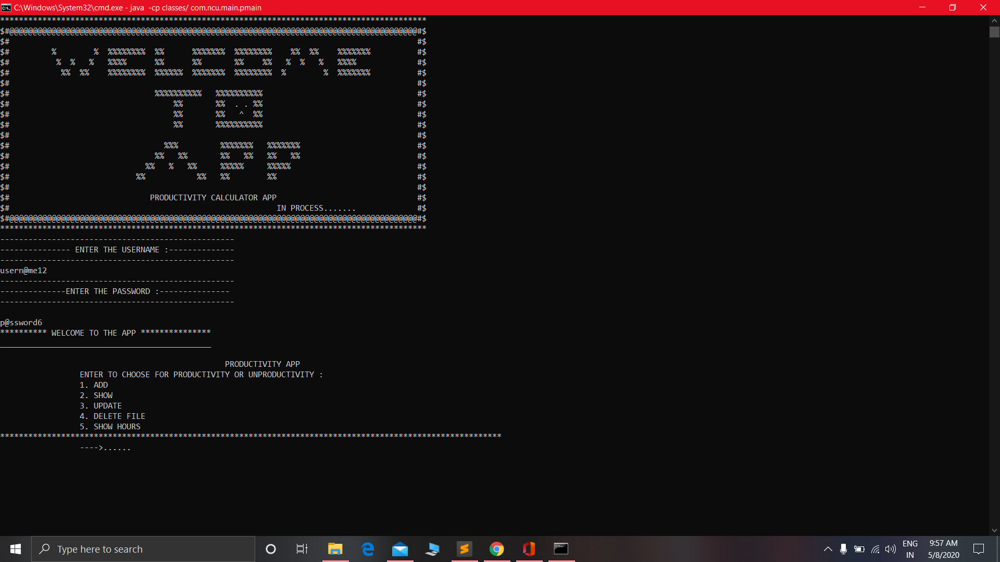 C:\Windows\System32\cmd.exe - java  -cp classes/ com.ncu.main.pmain
*******************************************************************************************
$#@@@@@@@@@@@@@@@@@@@@@@@@@@@@@@@@@@@@@@@@@@@@@@@@@@@@@@@@@@@@@@@@@@@@@@@@@@@@@@@@@@@@@@@#$
$#                                                                                       #$
$#         %        %  %%%%%%%%  %%      %%%%%%%  %%%%%%%%    %%  %%    %%%%%%%          #$
$#          %  %   %   %%%%      %%      %%       %%    %%   %  %   %   %%%%             #$
$#           %%  %%    %%%%%%%%  %%%%%%  %%%%%%%  %%%%%%%%  %        %  %%%%%%%          #$
$#                                                                                       #$
$#                               %%%%%%%%%%   %%%%%%%%%%                                 #$
$#                                   %%       %%  . . %%                                 #$
$#                                   %%       %%   ^  %%                                 #$
$#                                   %%       %%%%%%%%%%                                 #$
$#                                                                                       #$
$#                                 %%%         %%%%%%%   %%%%%%%                         #$
$#                               %%   %%       %%   %%   %%   %%                         #$
$#                             %%   %   %%     %%%%%     %%%%%                           #$
$#                           %%           %%   %%        %%                              #$
$#                                                                                       #$
$#                              PRODUCTIVITY CALCULATOR APP                              #$
$#                                                         IN PROCESS.......             #$
$#@@@@@@@@@@@@@@@@@@@@@@@@@@@@@@@@@@@@@@@@@@@@@@@@@@@@@@@@@@@@@@@@@@@@@@@@@@@@@@@@@@@@@@@#$
*******************************************************************************************
--------------------------------------------------
--------------- ENTER THE USERNAME :--------------
--------------------------------------------------
usern@me12
--------------------------------------------------
--------------ENTER THE PASSWORD :---------------
--------------------------------------------------
p@ssword6
********** WELCOME TO THE APP ***************
_____________________________________________
PRODUCTIVITY APP
ENTER TO CHOOSE FOR PRODUCTIVITY OR UNPRODUCTIVITY :
1. ADD
2. SHOW
3. UPDATE
4. DELETE FILE
5. SHOW HOURS
***********************************************************************************************************
---->......
Type here to search
ENG
IN
9:57 AM
5/8/2020